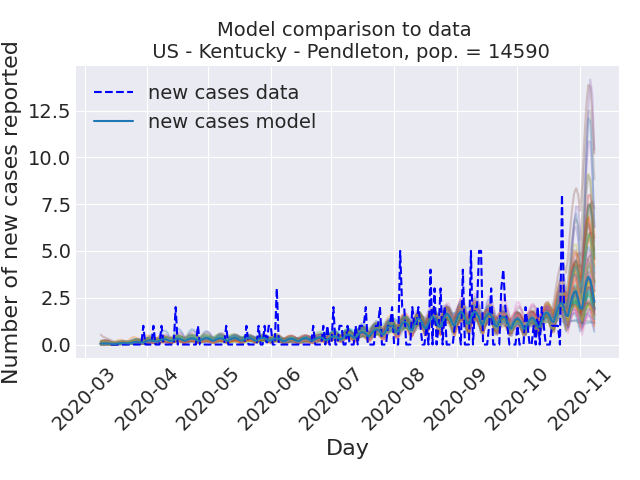 Model comparison to data
US - Kentucky - Pendleton, pop. = 14590
new cases data
new cases model
Number of new cases reported
12.5
10.0
7.5
5.0
2.5
0.0
2020-03
2020-04
2020-05
2020-06
2020-07
2020-08
2020-09
2020-10
2020-11
Day